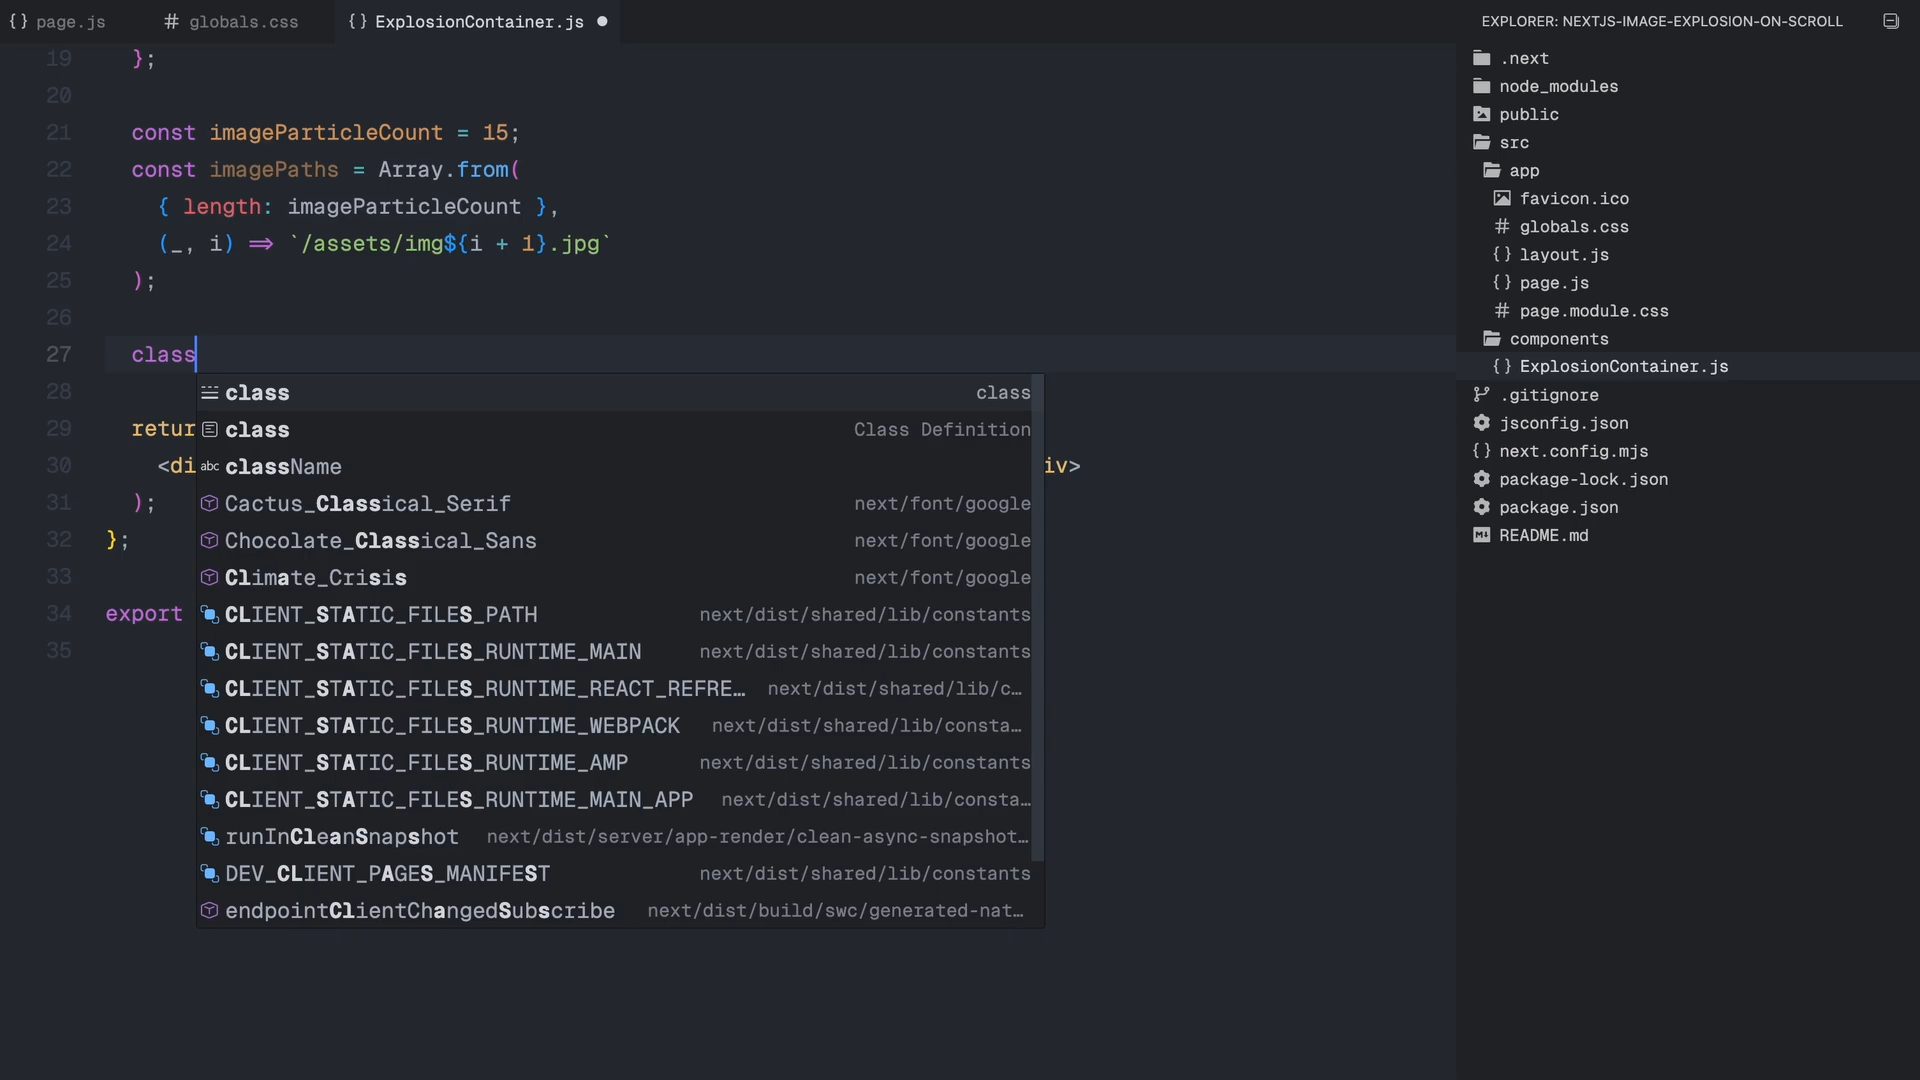 { } page.js # globals.css { } ExplosionContainer.js ●
19 };
20
21 const imageParticleCount = 15;
22 const imagePaths = Array.from(
23 { length: imageParticleCount },
24 (_, i) => `/assets/img${i + 1}.jpg`
25 );
26
27 class
28
29 retur
30 <di iv>
31 );
32 };
33
34 export
35
class class
class Class Definition
abc className
Cactus_Classical_Serif next/font/google
Chocolate_Classical_Sans next/font/google
Climate_Crisis next/font/google
CLIENT_STATIC_FILES_PATH next/dist/shared/lib/constants
CLIENT_STATIC_FILES_RUNTIME_MAIN next/dist/shared/lib/constants
CLIENT_STATIC_FILES_RUNTIME_REACT_REFRE… next/dist/shared/lib/c…
CLIENT_STATIC_FILES_RUNTIME_WEBPACK next/dist/shared/lib/consta…
CLIENT_STATIC_FILES_RUNTIME_AMP next/dist/shared/lib/constants
CLIENT_STATIC_FILES_RUNTIME_MAIN_APP next/dist/shared/lib/consta…
runInCleanSnapshot next/dist/server/app-render/clean-async-snapshot…
DEV_CLIENT_PAGES_MANIFEST next/dist/shared/lib/constants
endpointClientChangedSubscribe next/dist/build/swc/generated-nat…
EXPLORER: NEXTJS-IMAGE-EXPLOSION-ON-SCROLL
.next
node_modules
public
src
app
favicon.ico
# globals.css
{ } layout.js
{ } page.js
# page.module.css
components
{ } ExplosionContainer.js
.gitignore
jsconfig.json
{ } next.config.mjs
package-lock.json
package.json
README.md